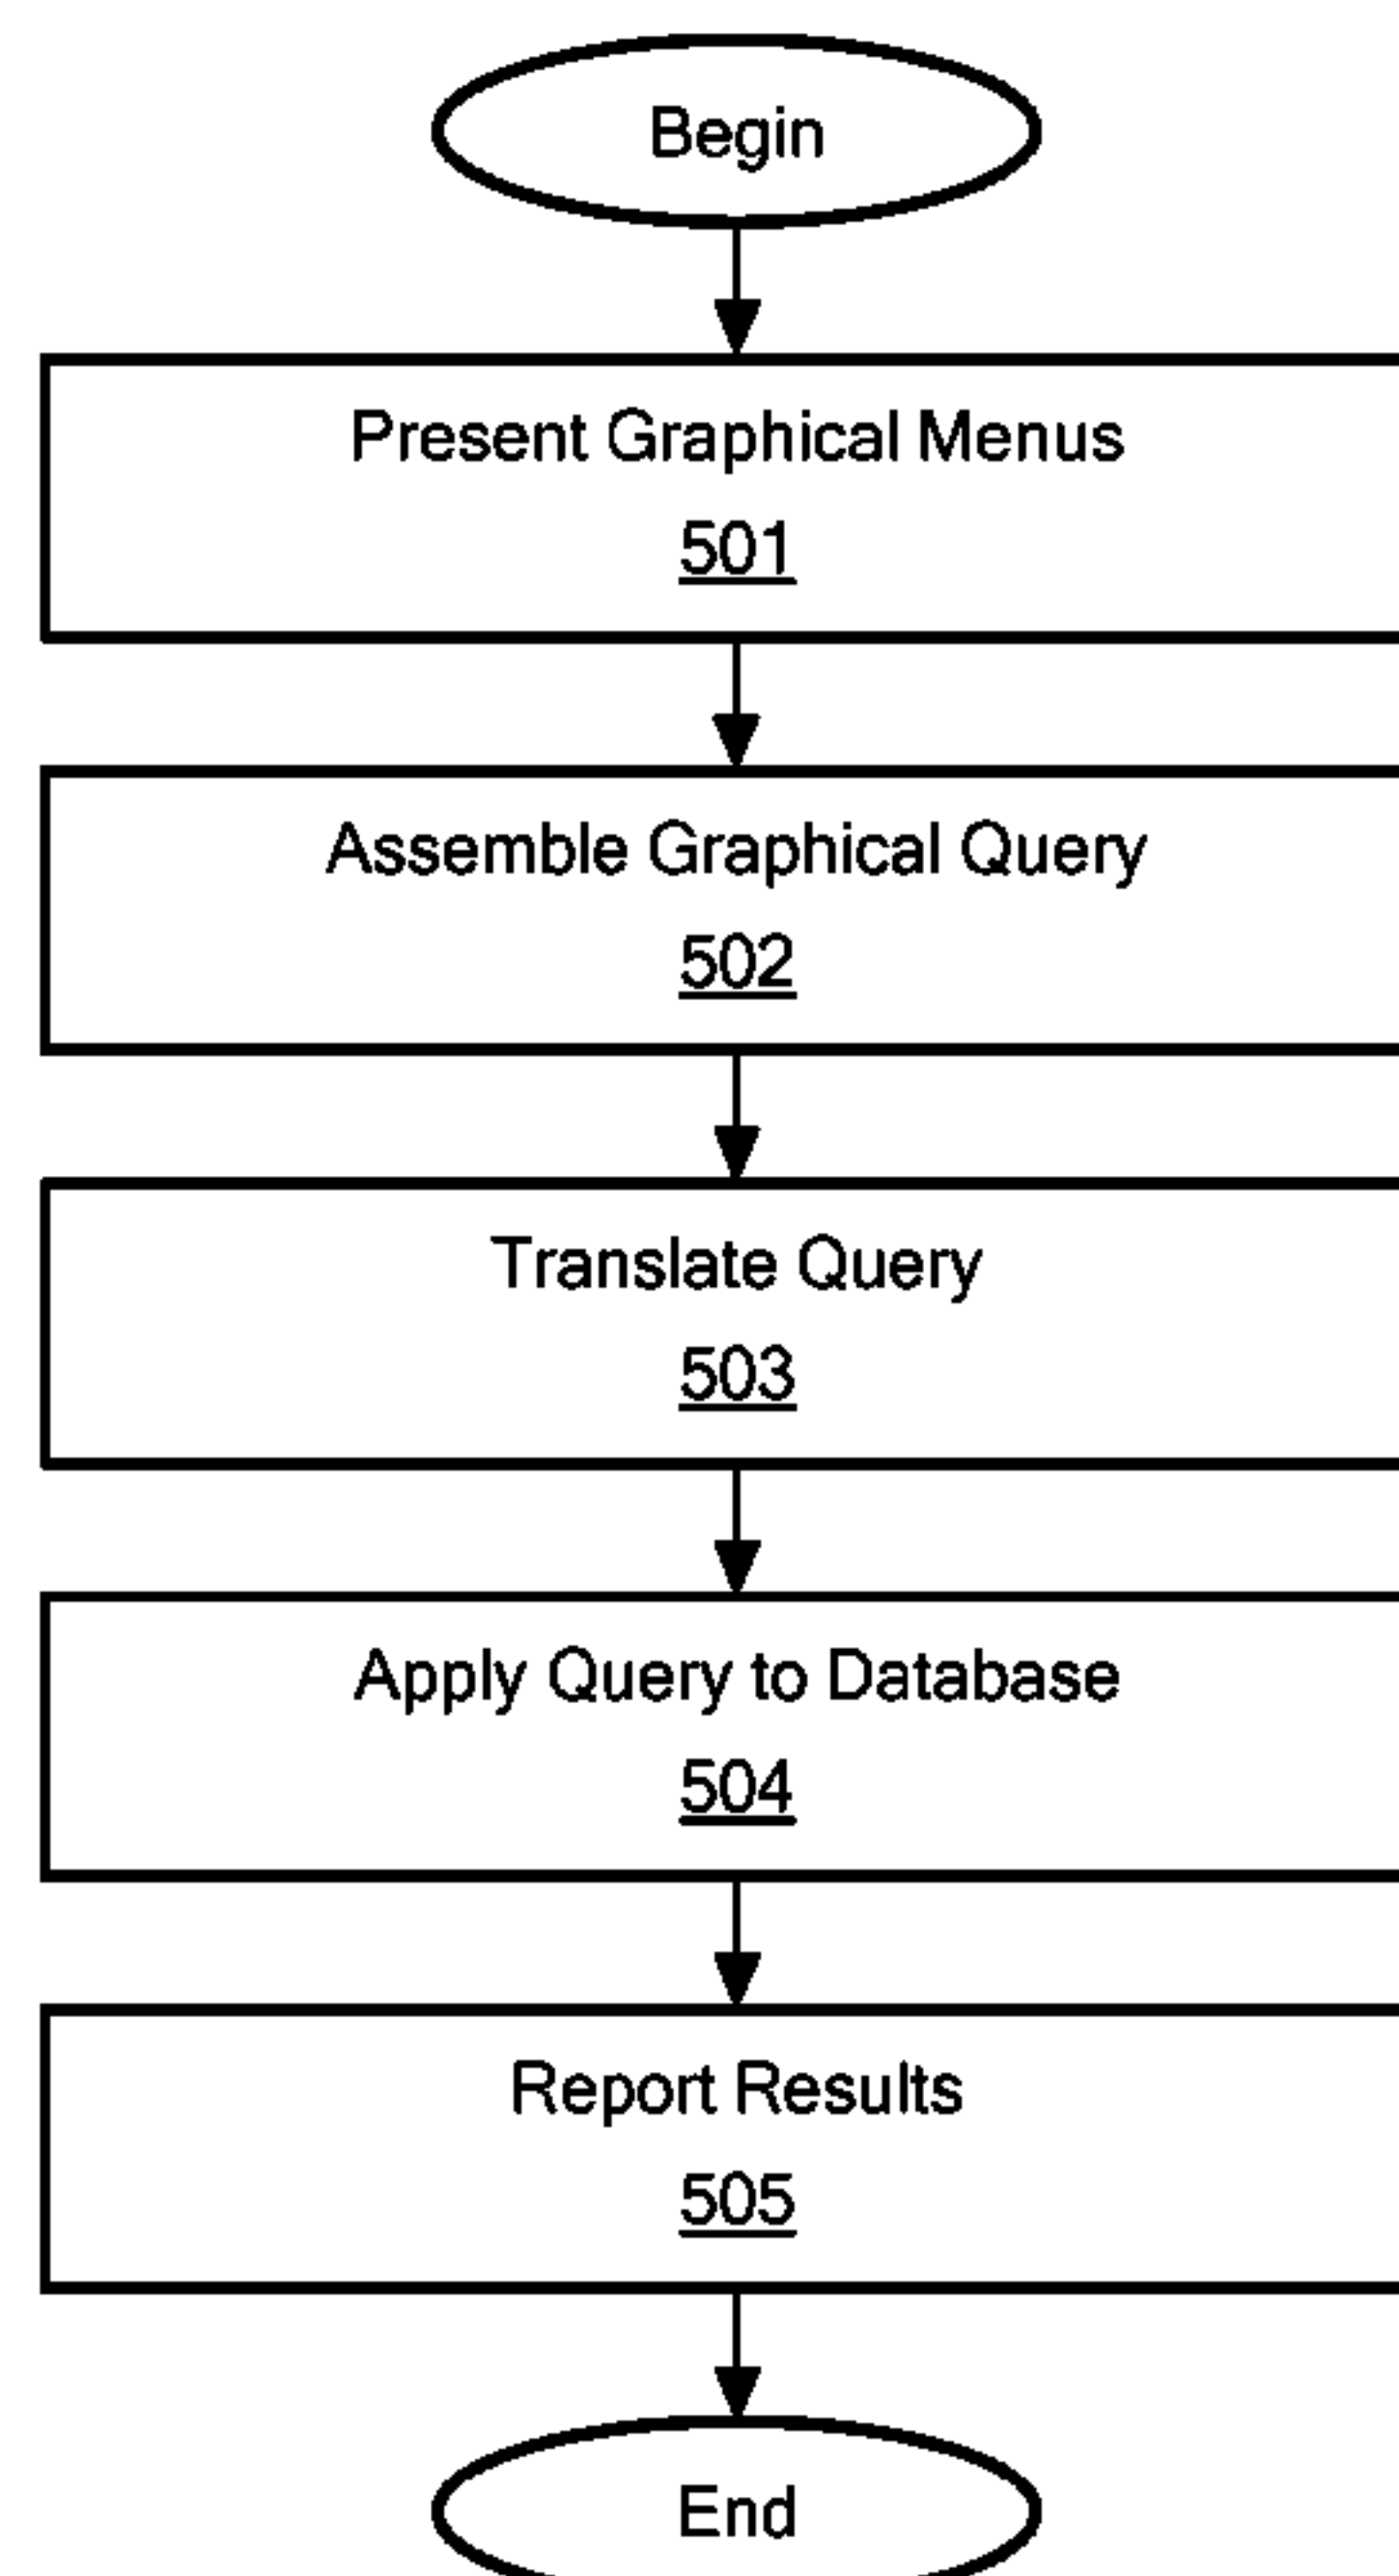 Begin
Present Graphical Menus
501
Assemble Graphical Query
502
Translate Query
503
Apply Query to Database
504
Report Results
505
End